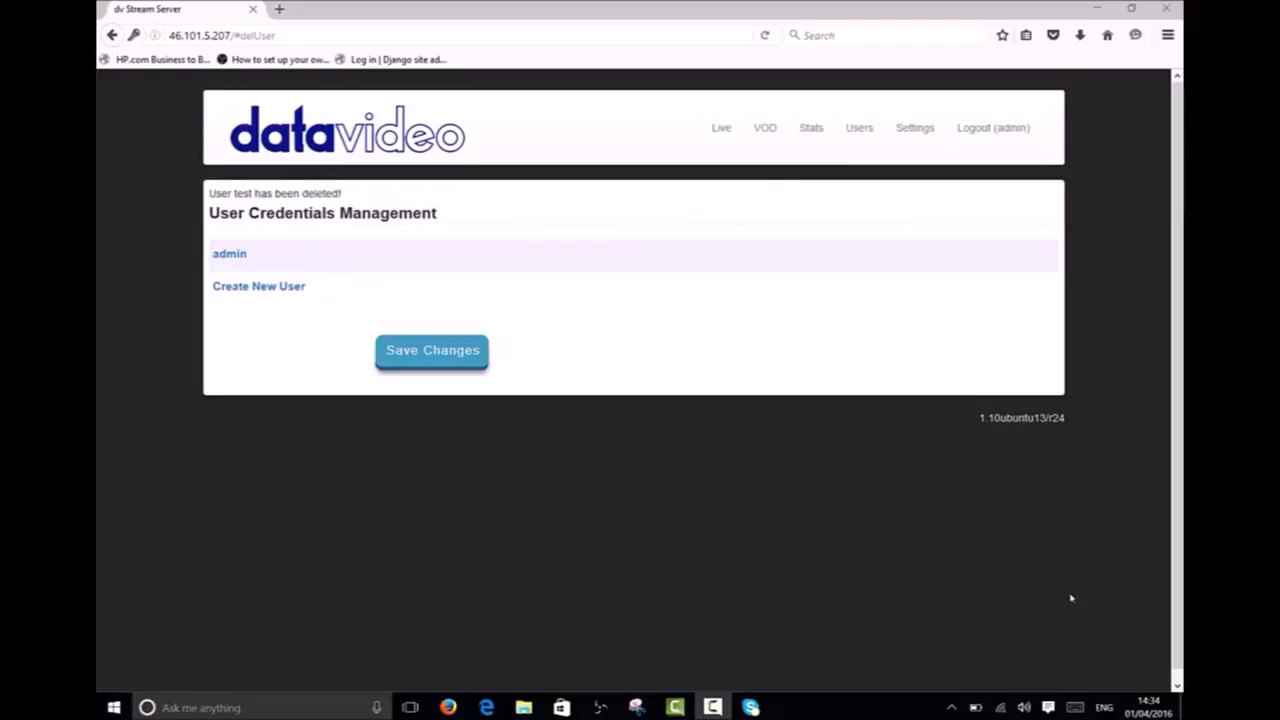 dv Stream Server
46.101.5.207/#delUser
Search
HP.com Business to B...
How to set up your ow...
Log in | Django site ad...
datavideo
Live
VOD
Stats
Users
Settings
Logout (admin)
User test has been deleted!
User Credentials Management
admin
Create New User
Save Changes
1.10ubuntu13/r24
Ask me anything
ENG
14:34
01/04/2016